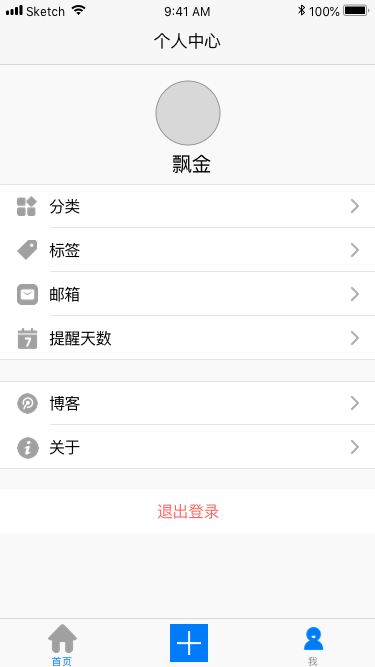 Sketch 9:41 AM 100%
个人中心
飘金
分类
标签
邮箱
7 提醒天数
博客
关于
退出登录
首页 我